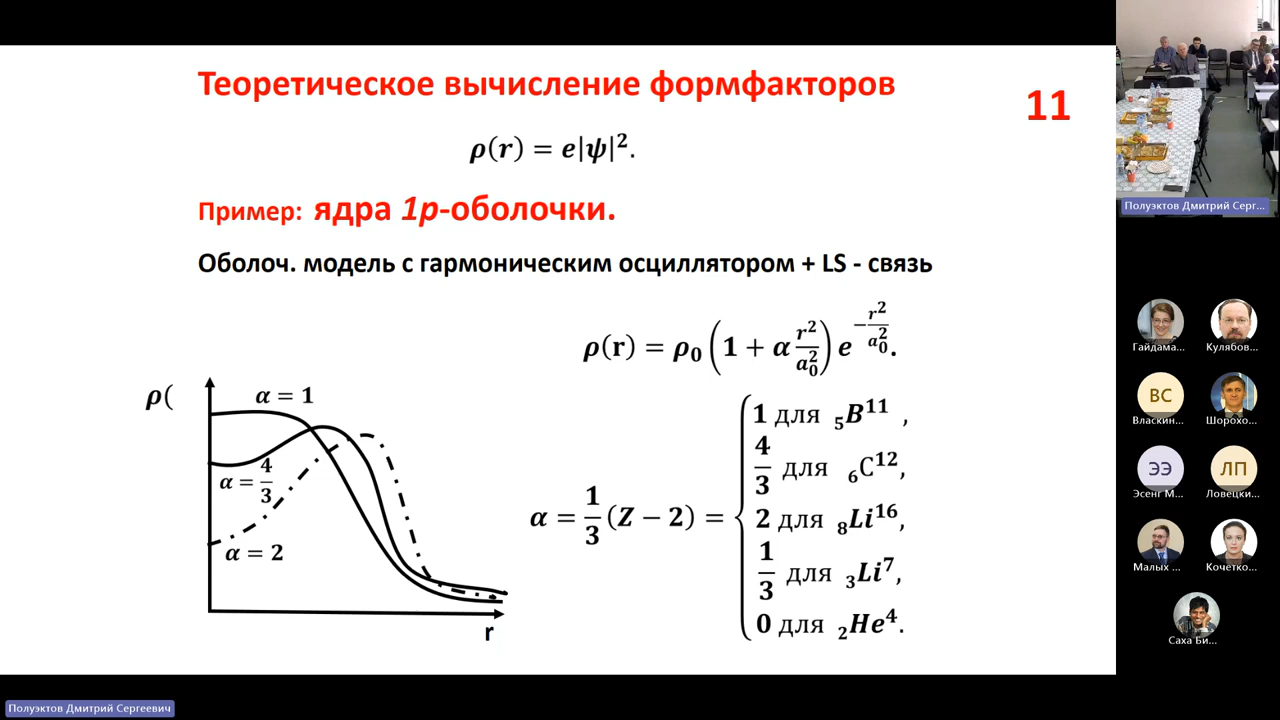 Теоретическое вычисление формфакторов
11
ρ(r) = e|ψ|².
Пример: ядра 1p-оболочки.
Оболоч. модель с гармоническим осциллятором + LS - связь
ρ(r) = ρ₀ (1 + α r²/a₀²) e^(−r²/a₀²).
ρ(
α = 1
α = 4/3
α = 2
r
α = 1/3 (Z − 2) = {
1 для ₅B¹¹ ,
4/3 для ₆C¹²,
2 для ₈Li¹⁶,
1/3 для ₃Li⁷,
0 для ₂He⁴.
Полуэктов Дмитрий Серг...
Гайдама...
Кулябов...
ВС
Власкин...
Шорохо...
ЭЭ
Эсенг М...
ЛП
Ловецки...
Малых ...
Кочетко...
Саха Би...
Полуэктов Дмитрий Сергеевич